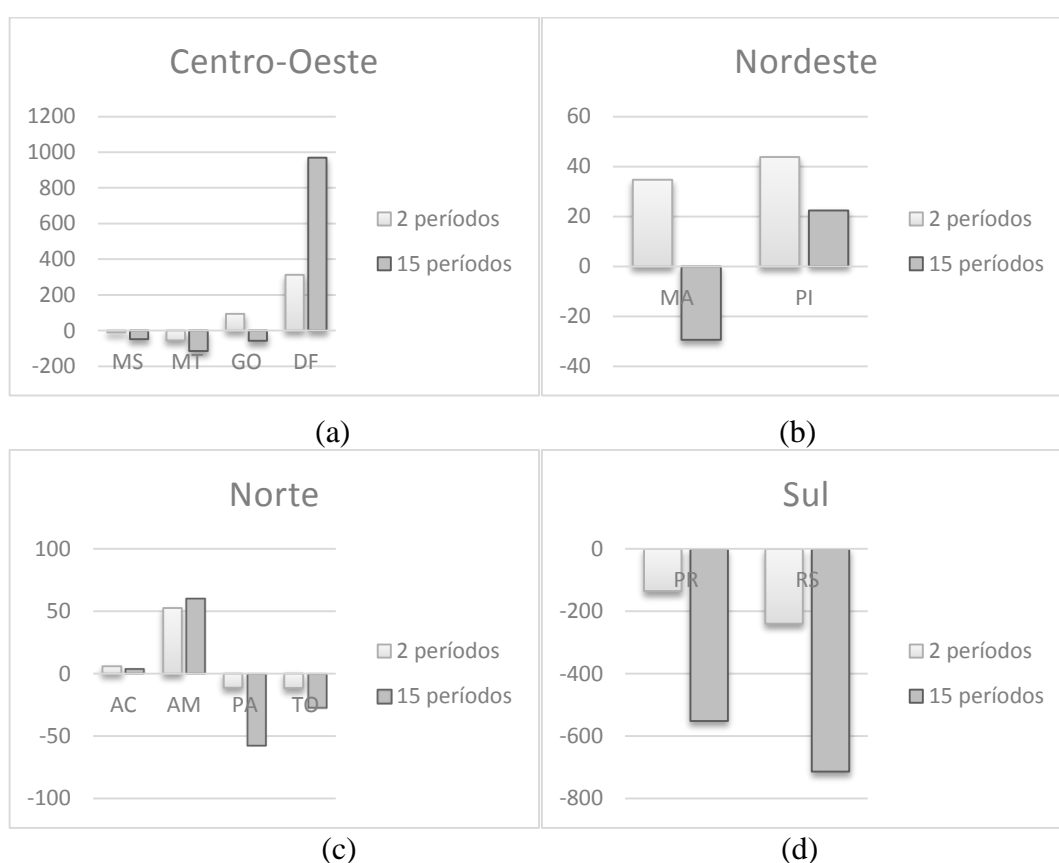 Centro-Oeste
1200
1000
800
600
400
200
0
-200
MS MT GO DF
2 períodos
15 períodos
(a)
Nordeste
60
40
20
0
-20
-40
MA PI
2 períodos
15 períodos
(b)
Norte
100
50
0
-50
-100
AC AM PA TO
2 períodos
15 períodos
(c)
Sul
0
-200
-400
-600
-800
PR RS
2 períodos
15 períodos
(d)